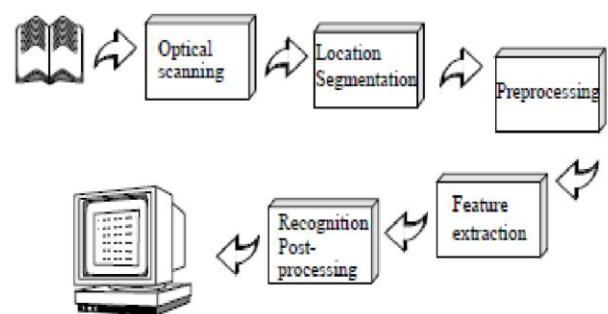 Optical
scanning
Location
Segmentation
Preprocessing
Feature
extraction
Recognition
Post-
processing